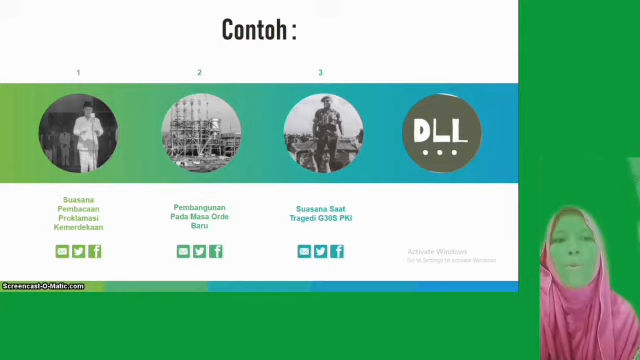 Contoh :
1
2
3
DLL
Suasana
Pembacaan
Proklamasi
Kemerdekaan
Pembangunan
Pada Masa Orde
Baru
Suasana Saat
Tragedi G30S PKI
Activate Windows
Go to Settings to activate Windows.
Screencast-O-Matic.com